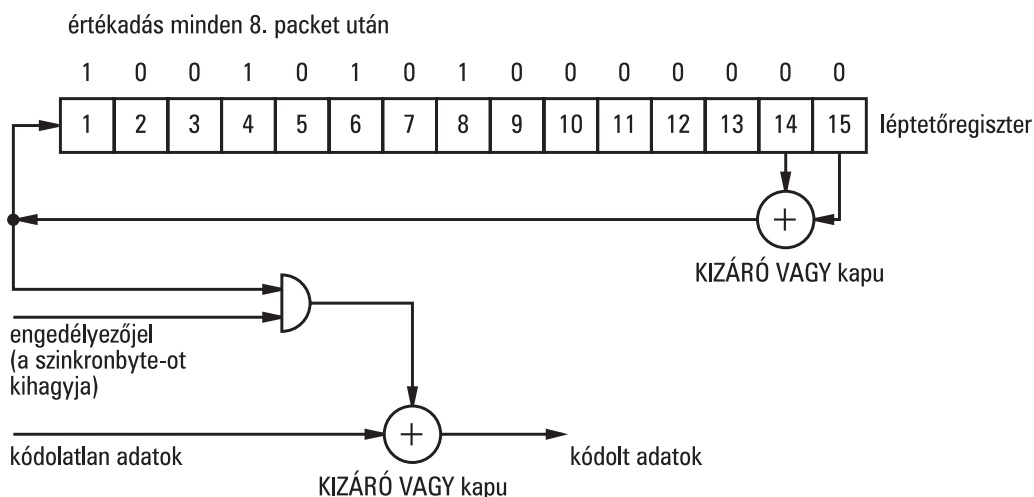 értékadás minden 8. packet után
1 0 0 1 0 1 0 1 0 0 0 0 0 0 0
1 2 3 4 5 6 7 8 9 10 11 12 13 14 15 léptetőregiszter
+
KIZÁRÓ VAGY kapu
engedélyezőjel
(a szinkronbyte-ot
kihagyja)
+
kódolatlan adatok
kódolt adatok
KIZÁRÓ VAGY kapu